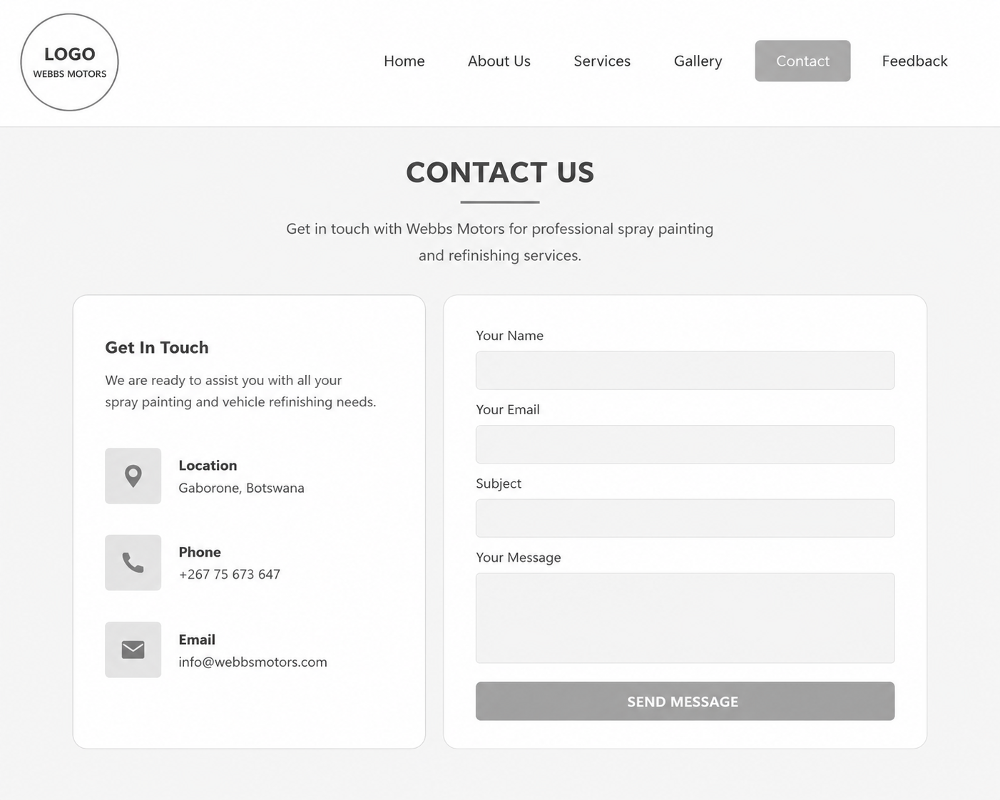 LOGO
WEBBS MOTORS
Home
About Us
Services
Gallery
Contact
Feedback
CONTACT US
Get in touch with Webbs Motors for professional spray painting
and refinishing services.
Get In Touch
We are ready to assist you with all your
spray painting and vehicle refinishing needs.
Location
Gaborone, Botswana
Phone
+267 75 673 647
Email
info@webbsmotors.com
Your Name
Your Email
Subject
Your Message
SEND MESSAGE